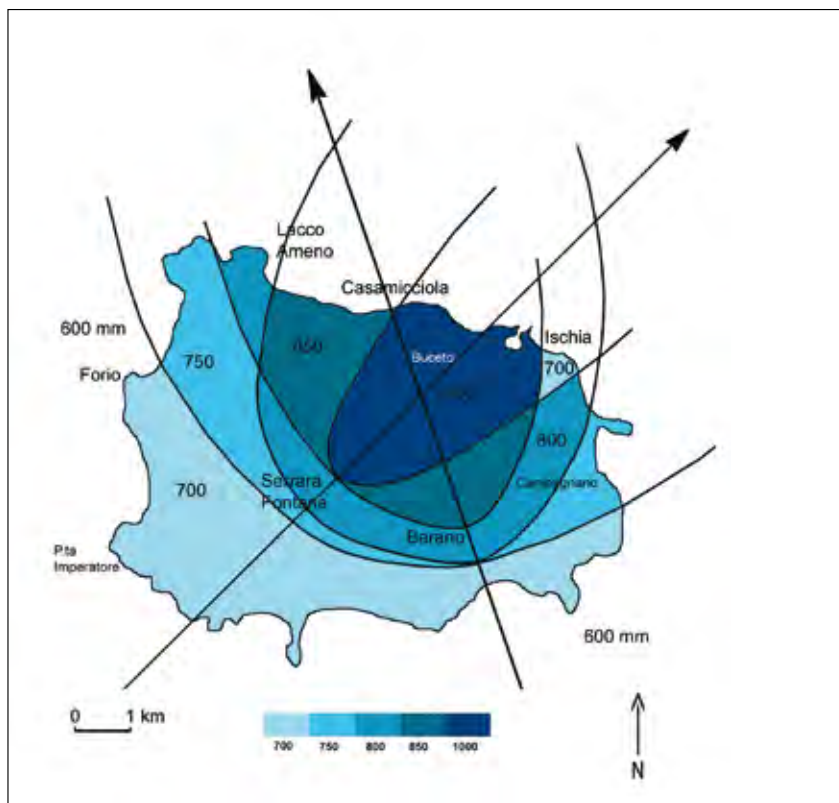 Lacco
Ameno
Casamicciola
600 mm
Ischia
850
Buceto
750
700
Forio
1000
800
700
Serrara
Fontana
Campagnano
Barano
P.ta
Imperatore
600 mm
0 1 km
700 750 800 850 1000
N